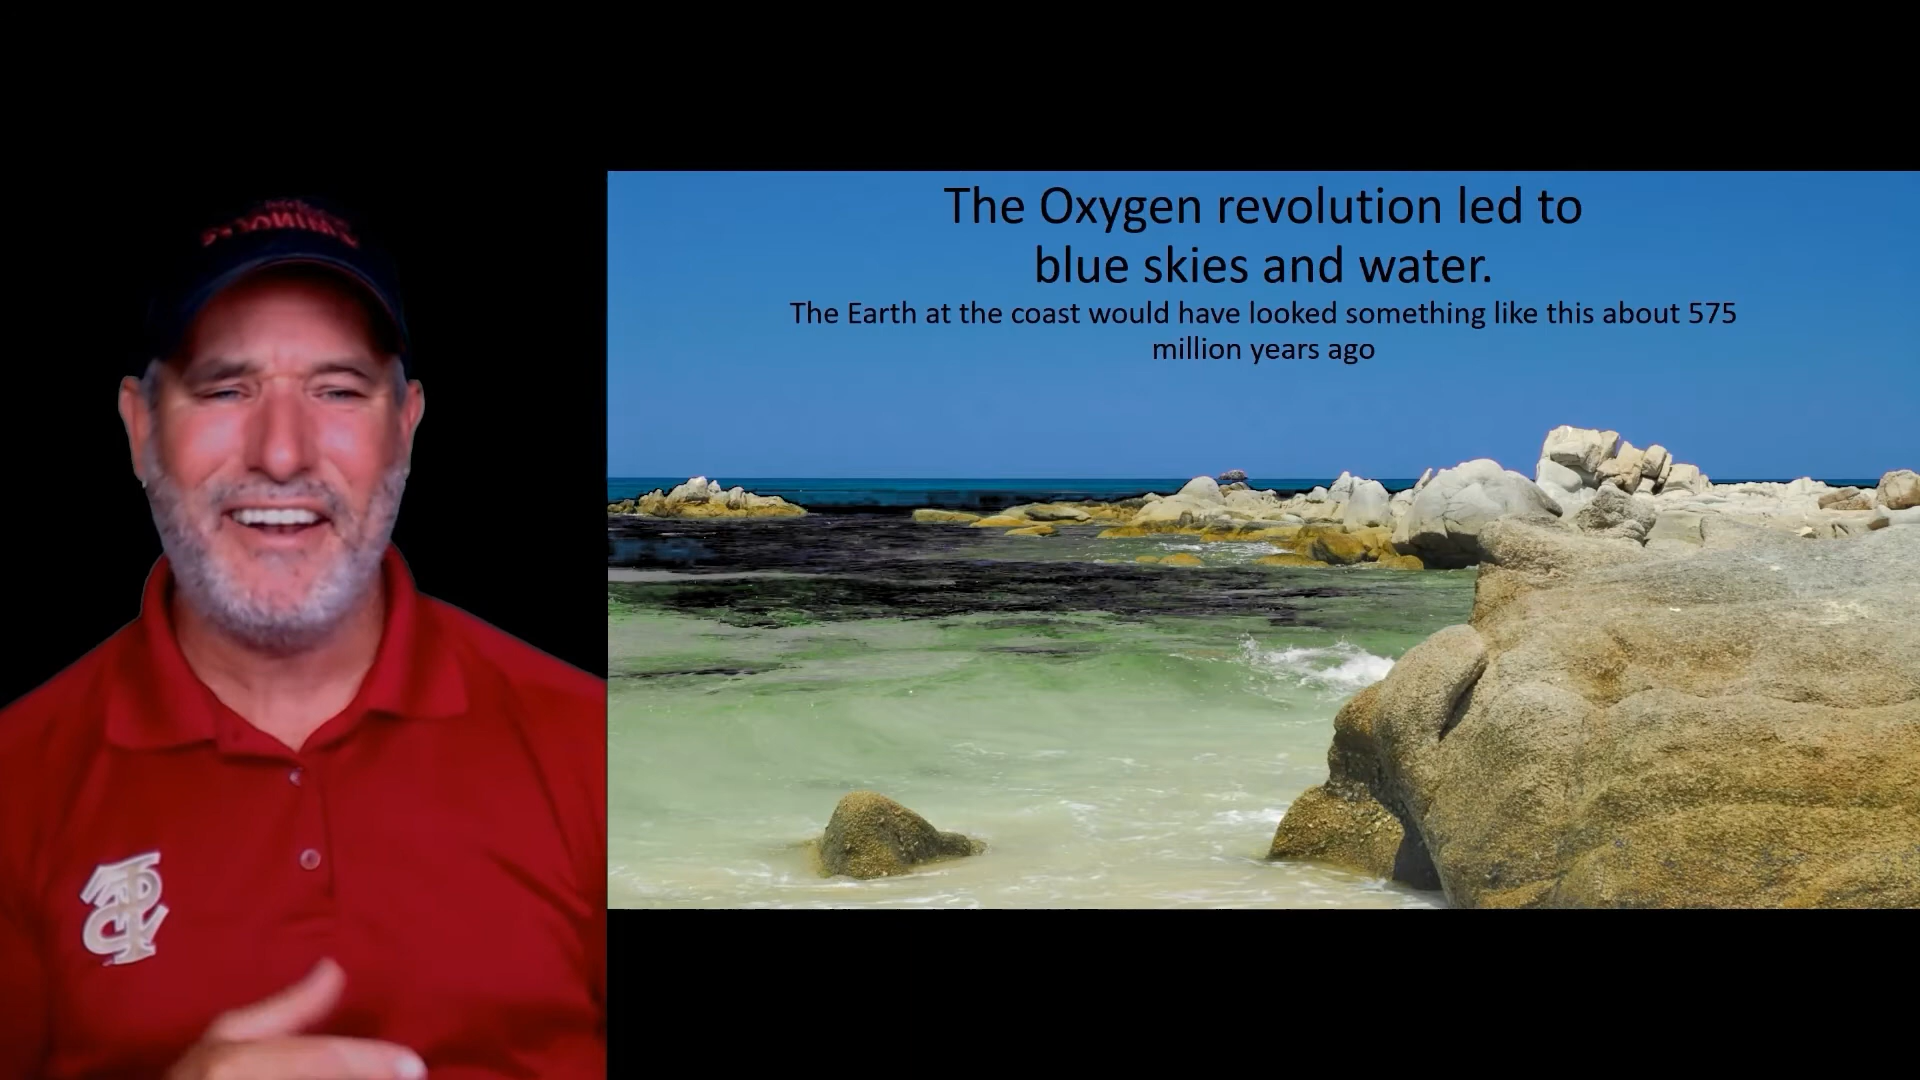 The Oxygen revolution led to
blue skies and water.
The Earth at the coast would have looked something like this about 575
million years ago